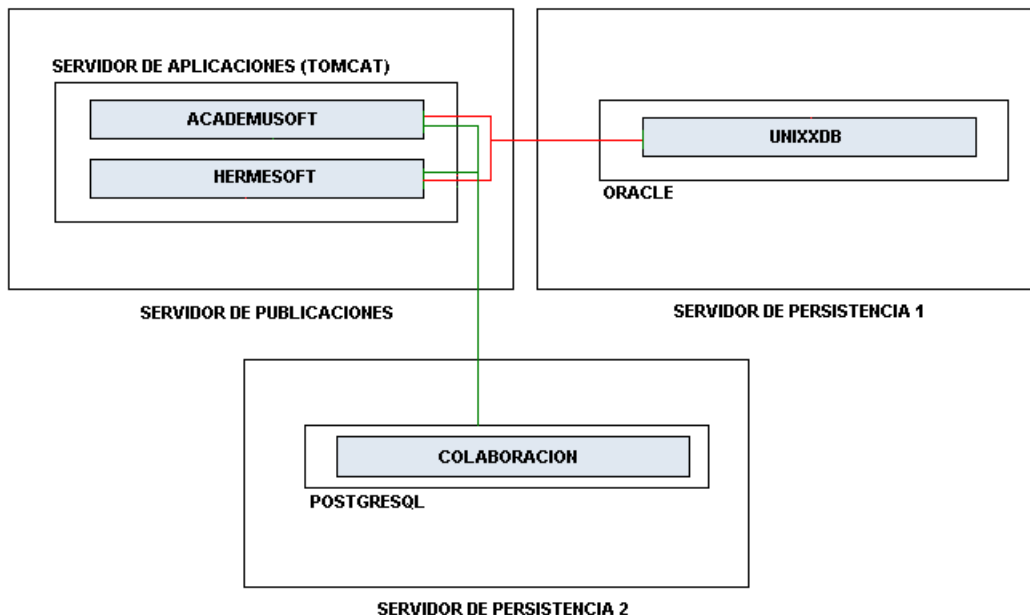 SERVIDOR DE APLICACIONES (TOMCAT)
ACADEMUSOFT
HERMESOFT
SERVIDOR DE PUBLICACIONES
UNIXXDB
ORACLE
SERVIDOR DE PERSISTENCIA 1
COLABORACION
POSTGRESQL
SERVIDOR DE PERSISTENCIA 2